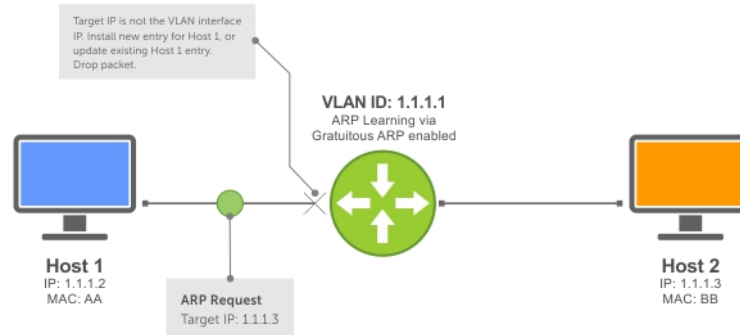 Target IP is not the VLAN interface
IP. Install new entry for Host 1, or
update existing Host 1 entry.
Drop packet.
VLAN ID: 1.1.1.1
ARP Learning via
Gratuitous ARP enabled
Host 1
IP: 1.1.1.2
MAC: AA
ARP Request
Target IP: 1.1.1.3
Host 2
IP: 1.1.1.3
MAC: BB